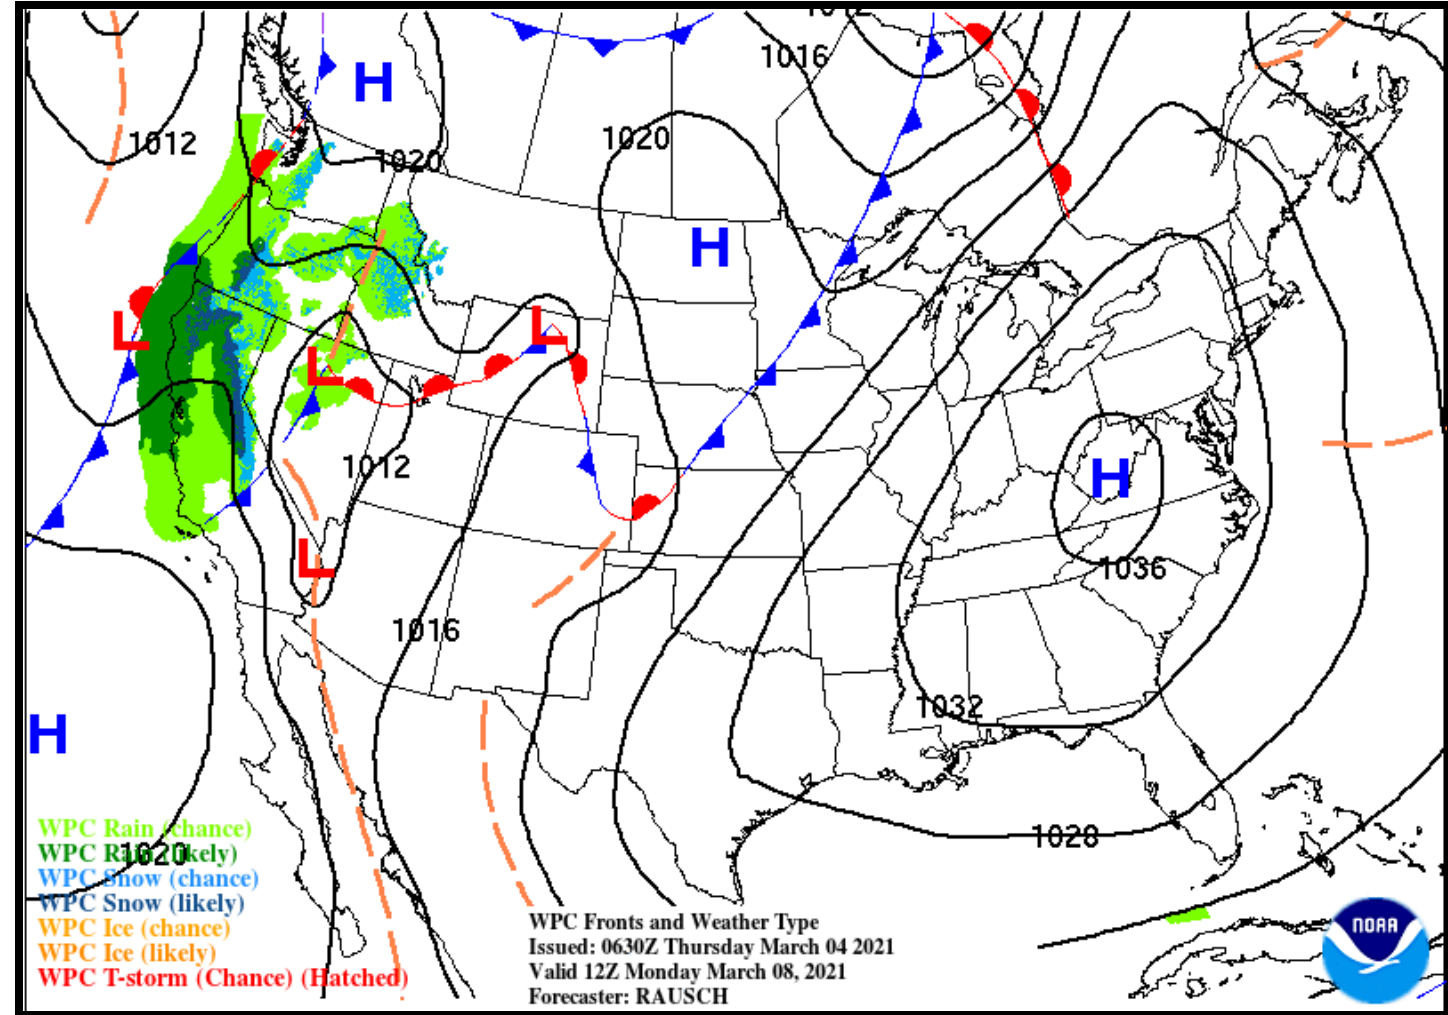 1012
1016
H
1012
1020
1020
H
L
L
L
1012
H
L
1036
1016
1032
H
WPC Rain (chance)
WPC Rain (likely)
1020
WPC Snow (chance)
WPC Snow (likely)
WPC Ice (chance)
WPC Ice (likely)
WPC T-storm (Chance) (Hatched)
1028
WPC Fronts and Weather Type
Issued: 0630Z Thursday March 04 2021
Valid 12Z Monday March 08, 2021
Forecaster: RAUSCH
NOAA